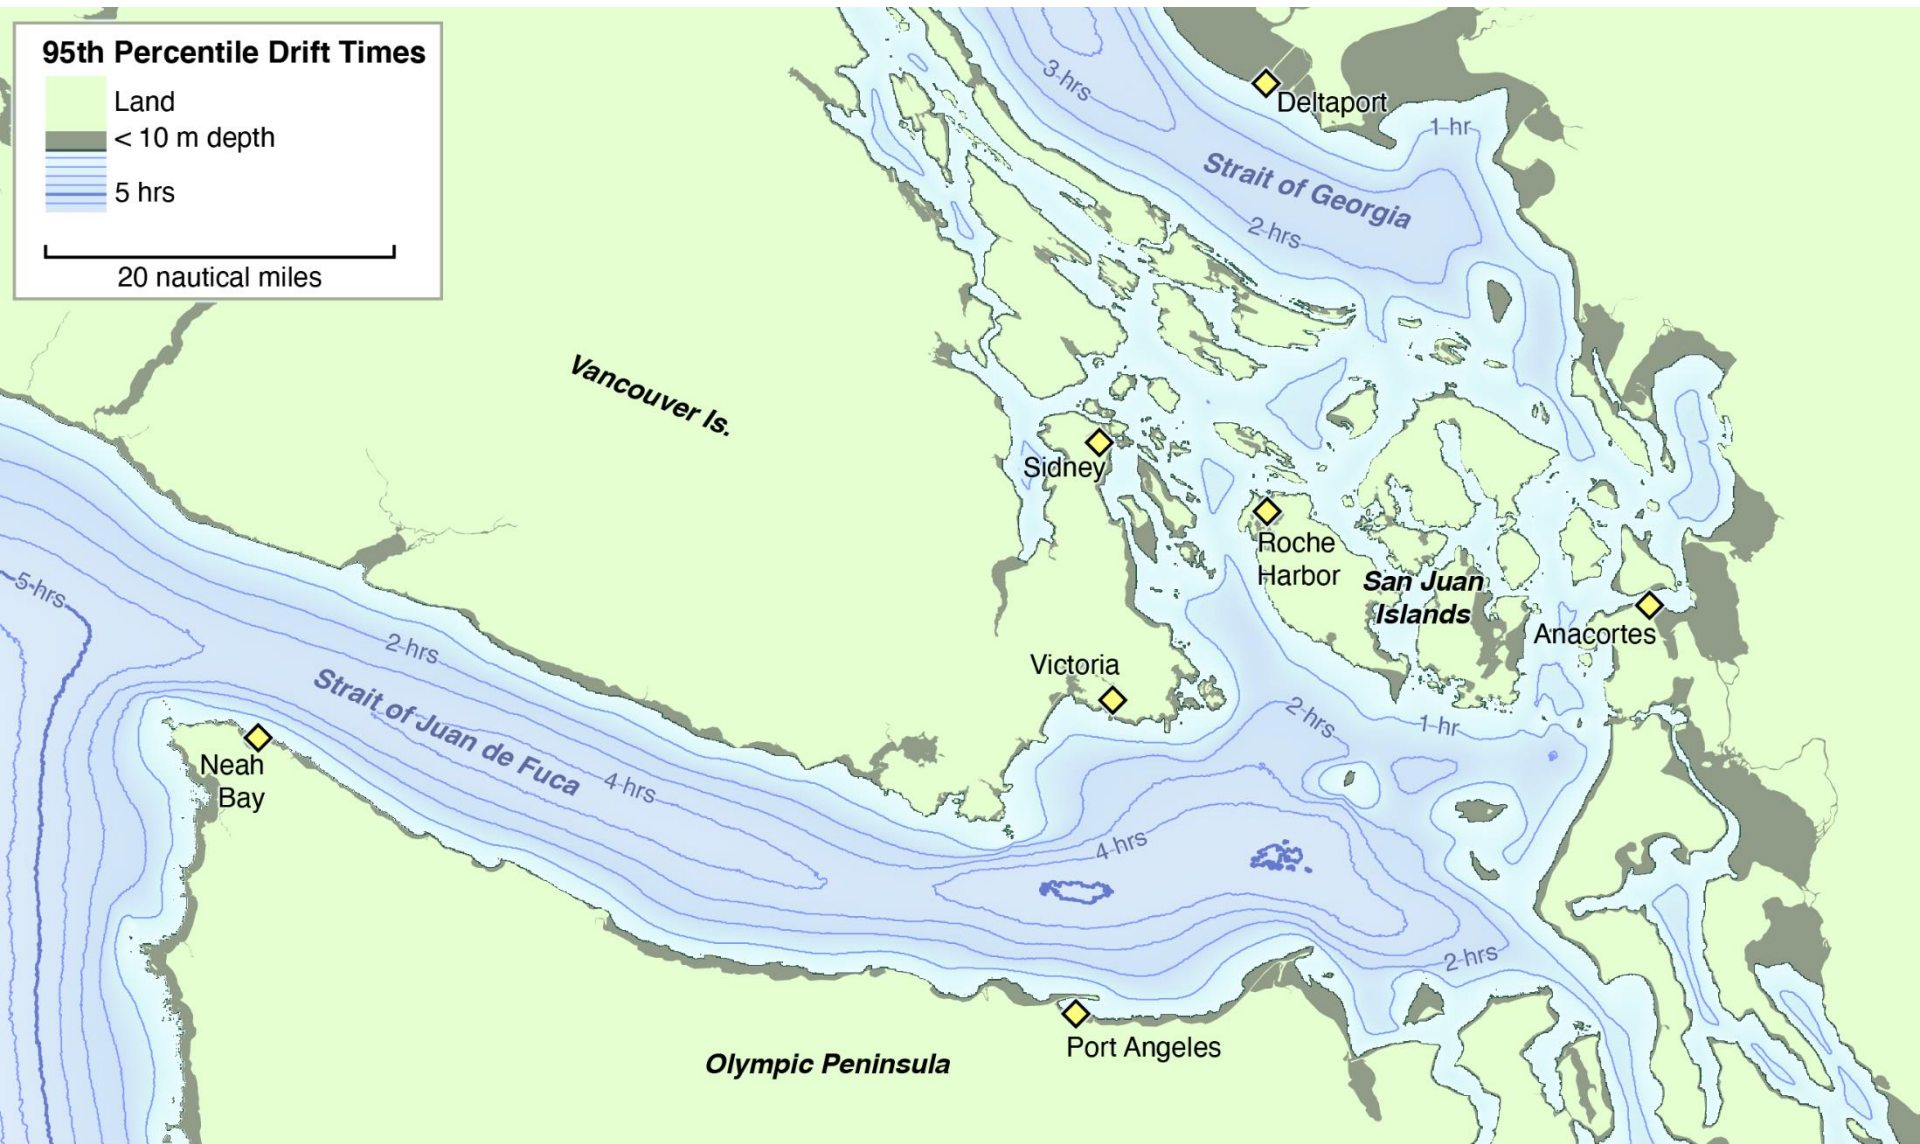 95th Percentile Drift Times
Land
< 10 m depth
5 hrs
20 nautical miles
3 hrs
Deltaport
1 hr
Strait of Georgia
2 hrs
Vancouver Is.
Sidney
Roche
Harbor
San Juan
Islands
5 hrs
Anacortes
2 hrs
Victoria
Strait of Juan de Fuca
2 hrs
1 hr
Neah
Bay
4 hrs
4 hrs
2 hrs
Port Angeles
Olympic Peninsula